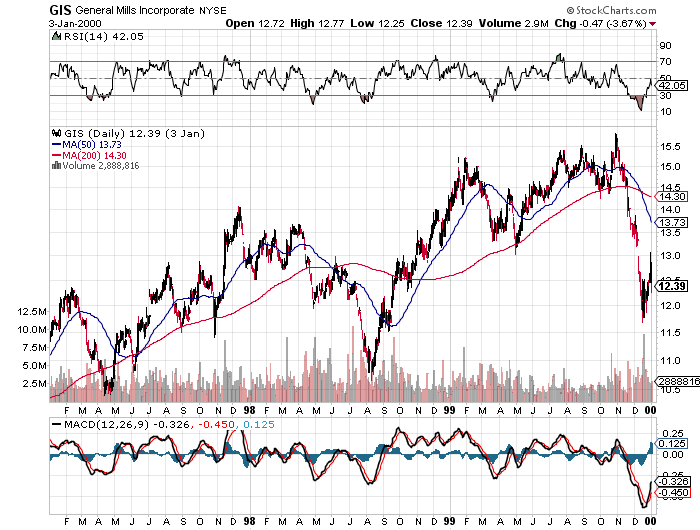 GIS General Mills Incorporate NYSE © StockCharts.com
3-Jan-2000 Open 12.72 High 12.77 Low 12.25 Close 12.39 Volume 2.9M Chg -0.47 (-3.67%)
RSI(14) 42.05
90
70
50
42.05
30
10
GIS (Daily) 12.39 (3 Jan)
MA(50) 13.73
MA(200) 14.30
Volume 2,888,816
15.5
15.0
14.5
14.30
14.0
13.73
13.5
13.0
12.39
12.0
11.5
11.0
2888816
10.5
12.5M
10.0M
7.5M
5.0M
2.5M
F M A M J J A S O N D 98 F M A M J J A S O N D 99 F M A M J J A S O N D 00
MACD(12,26,9) -0.326, -0.450, 0.125
0.25
0.25
0.125
0.00
-0.326
-0.450
F M A M J J A S O N D 98 F M A M J J A S O N D 99 F M A M J J A S O N D 00